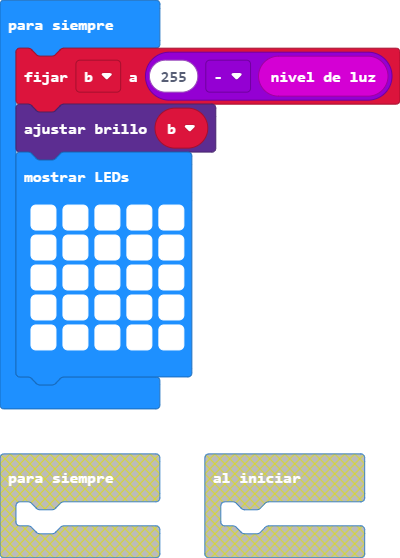 para siempre
fijar b a 255 - nivel de luz
ajustar brillo b
mostrar LEDs
para siempre
al iniciar